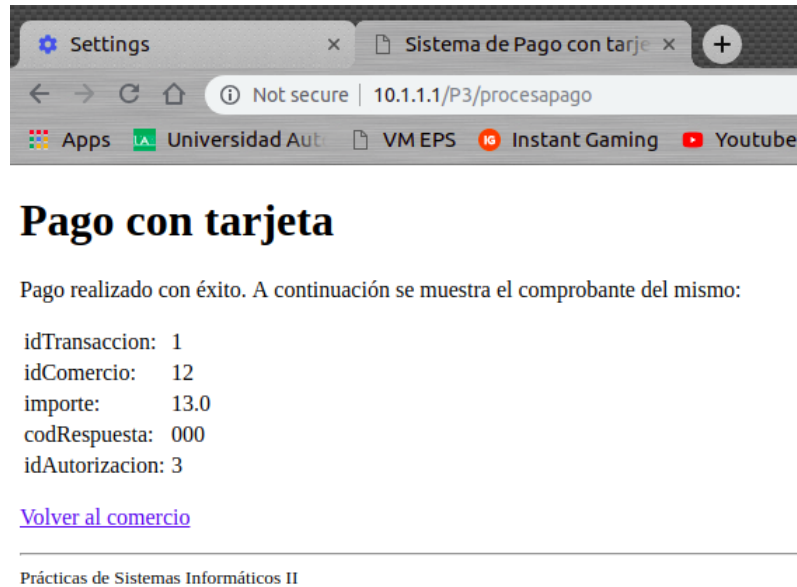 Settings
Sistema de Pago con tarje
Not secure | 10.1.1.1/P3/procesapago
Apps
Universidad Aut
VM EPS
Instant Gaming
Youtube
Pago con tarjeta
Pago realizado con éxito. A continuación se muestra el comprobante del mismo:
idTransaccion: 1
idComercio: 12
importe: 13.0
codRespuesta: 000
idAutorizacion: 3
Volver al comercio
Prácticas de Sistemas Informáticos II